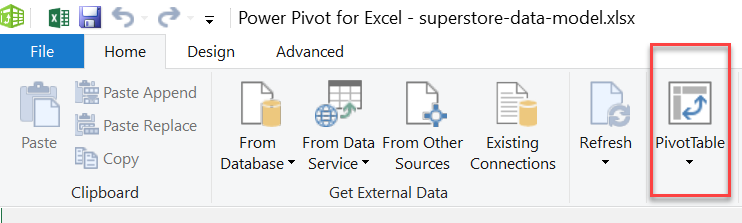 Power Pivot for Excel - superstore-data-model.xlsx
File Home Design Advanced
Paste
Paste Append
Paste Replace
Copy
Clipboard
From
Database
From Data
Service
From Other
Sources
Existing
Connections
Get External Data
Refresh
PivotTable